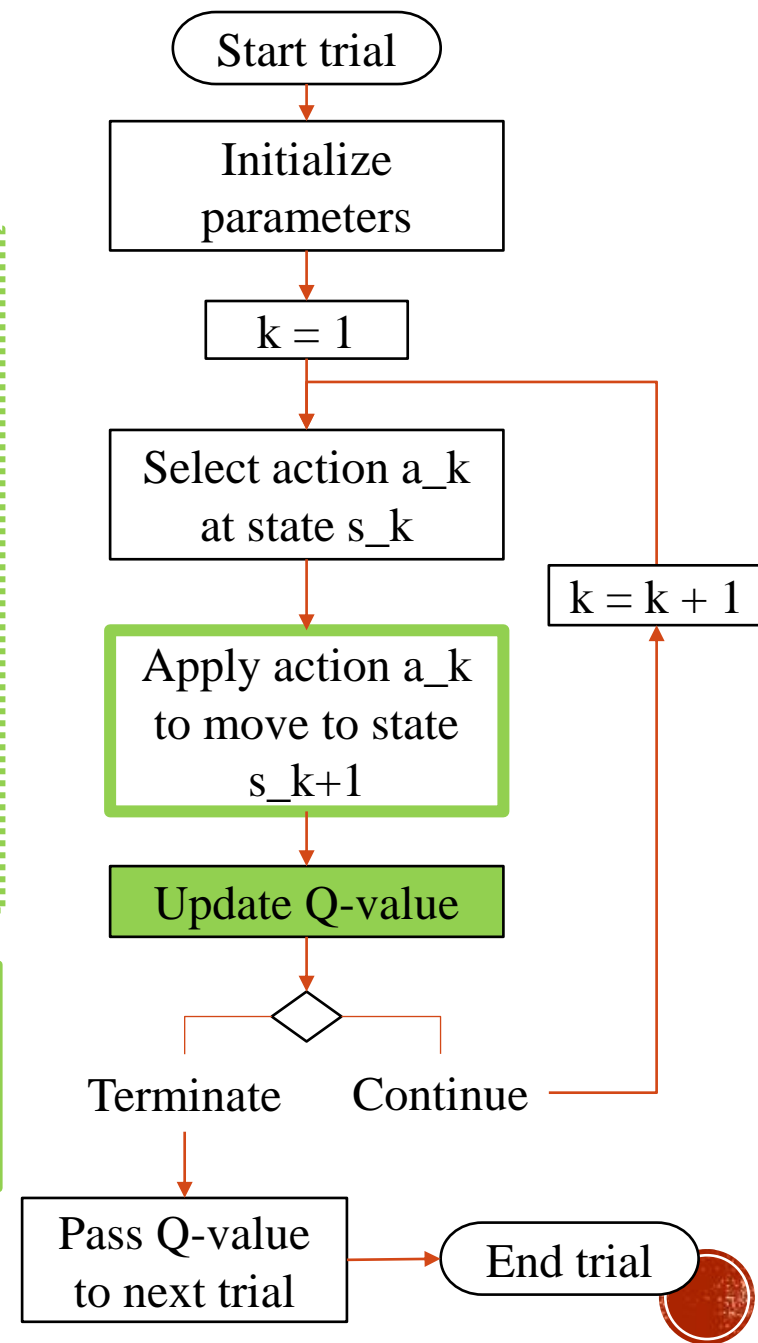 Start trial
Initialize
parameters
k = 1
Select action a_k
at state s_k
k = k + 1
Apply action a_k
to move to state
s_k+1
Update Q-value
Terminate
Continue
Pass Q-value
to next trial
End trial